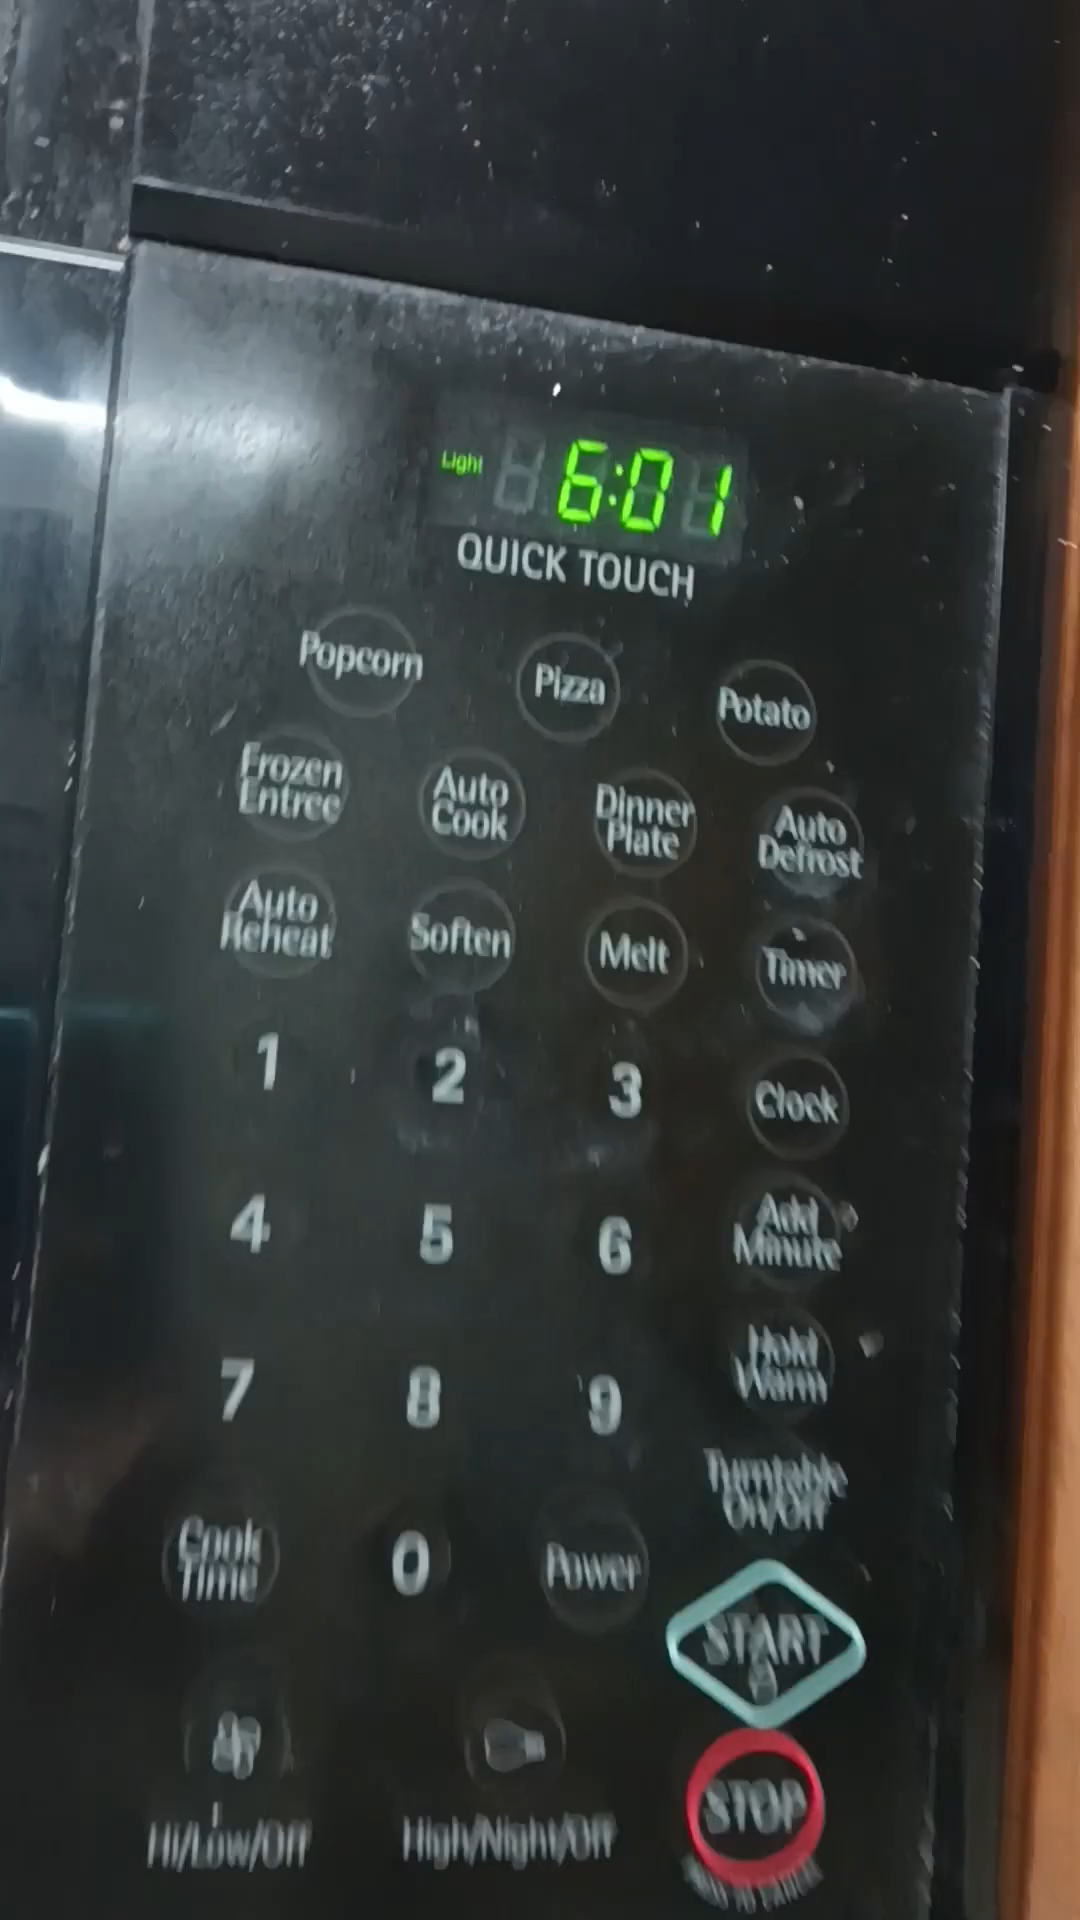 Light 6:01
QUICK TOUCH
Popcorn Pizza Potato
Frozen
Entree
Auto
Cook
Dinner
Plate
Auto
Defrost
Auto
Reheat
Soften
Melt
Timer
1 2 3
Clock
4 5 6
Add
Minute
7 8 9
Hold
Warm
Turntable
On/Off
Cook
Time
0
Power
START
Hi/Low/Off
High/Night/Off
STOP